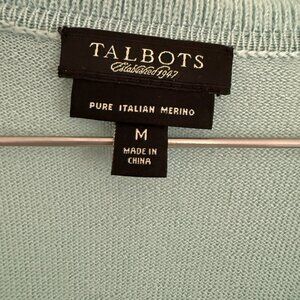 TALBOTS
Established 1947
PURE ITALIAN MERINO
M
MADE IN
CHINA